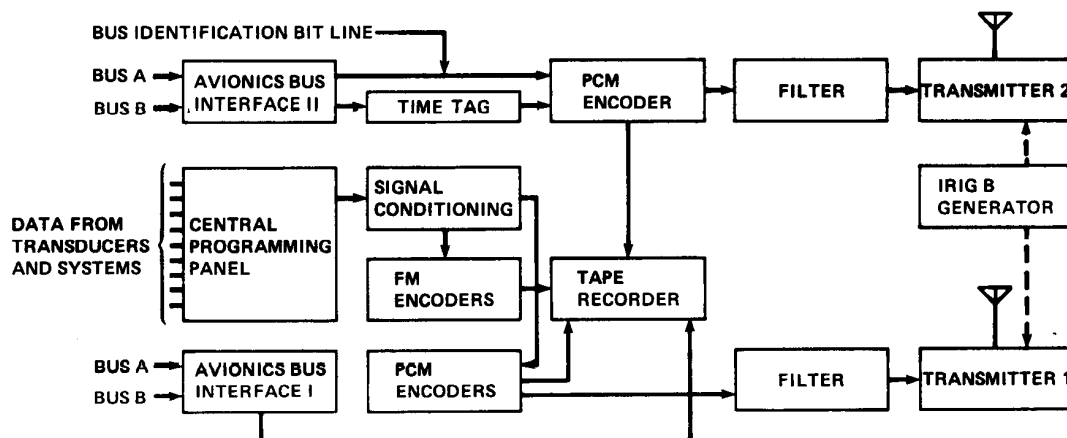 BUS IDENTIFICATION BIT LINE
BUS A
BUS B
AVIONICS BUS
INTERFACE II
TIME TAG
PCM
ENCODER
FILTER
TRANSMITTER 2
DATA FROM
TRANSDUCERS
AND SYSTEMS
CENTRAL
PROGRAMMING
PANEL
SIGNAL
CONDITIONING
FM
ENCODERS
TAPE
RECORDER
IRIG B
GENERATOR
BUS A
BUS B
AVIONICS BUS
INTERFACE I
PCM
ENCODERS
FILTER
TRANSMITTER 1